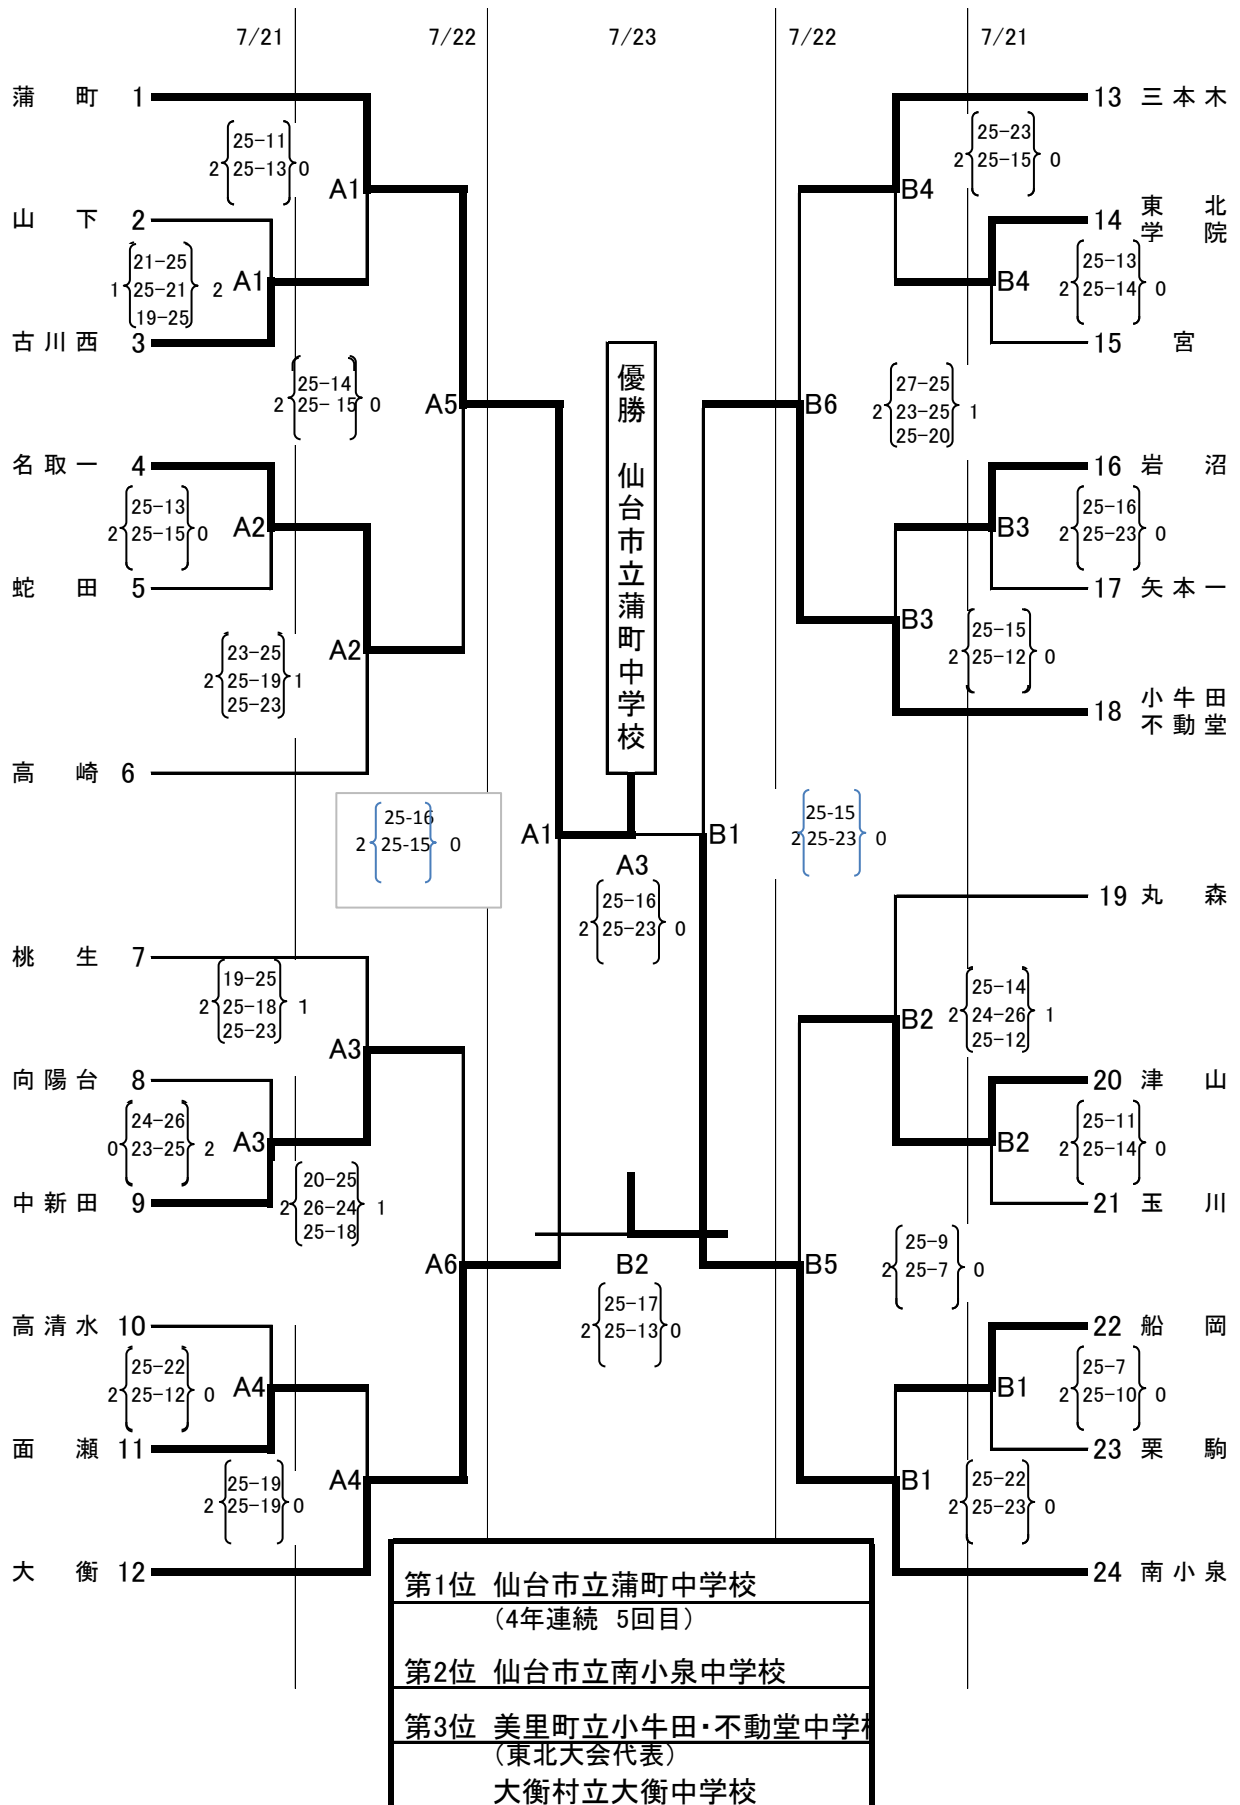 7/21 7/22 7/23 7/22 7/21
蒲町 1
25-11
2 25-13 0
A1
山下 2
21-25
1 25-21 2
19-25
A1
古川西 3
25-14
2 25-15 0
A5
名取一 4
25-13
2 25-15 0
A2
蛇田 5
23-25
2 25-19 1
25-23
A2
高崎 6
25-16
2 25-15 0
A1
桃生 7
19-25
2 25-18 1
25-23
A3
向陽台 8
24-26
0 23-25 2
A3
中新田 9
20-25
2 26-24 1
25-18
A6
高清水 10
25-22
2 25-12 0
A4
面瀬 11
25-19
2 25-19 0
A4
大衡 12
優勝 仙台市立蒲町中学校
A3
25-16
2 25-23 0
B2
25-17
2 25-13 0
13 三本木
25-23
2 25-15 0
B4
14 東北
学院
25-13
2 25-14 0
B4
15 宮
27-25
2 23-25 1
25-20
B6
16 岩沼
25-16
2 25-23 0
B3
17 矢本一
25-15
2 25-12 0
B3
18 小牛田
不動堂
25-15
2 25-23 0
B1
19 丸森
25-14
2 24-26 1
25-12
B2
20 津山
25-11
2 25-14 0
B2
21 玉川
25-9
2 25-7 0
B5
22 船岡
25-7
2 25-10 0
B1
23 栗駒
25-22
2 25-23 0
B1
24 南小泉
第1位 仙台市立蒲町中学校
(4年連続 5回目)
第2位 仙台市立南小泉中学校
第3位 美里町立小牛田・不動堂中学校
(東北大会代表)
大衡村立大衡中学校